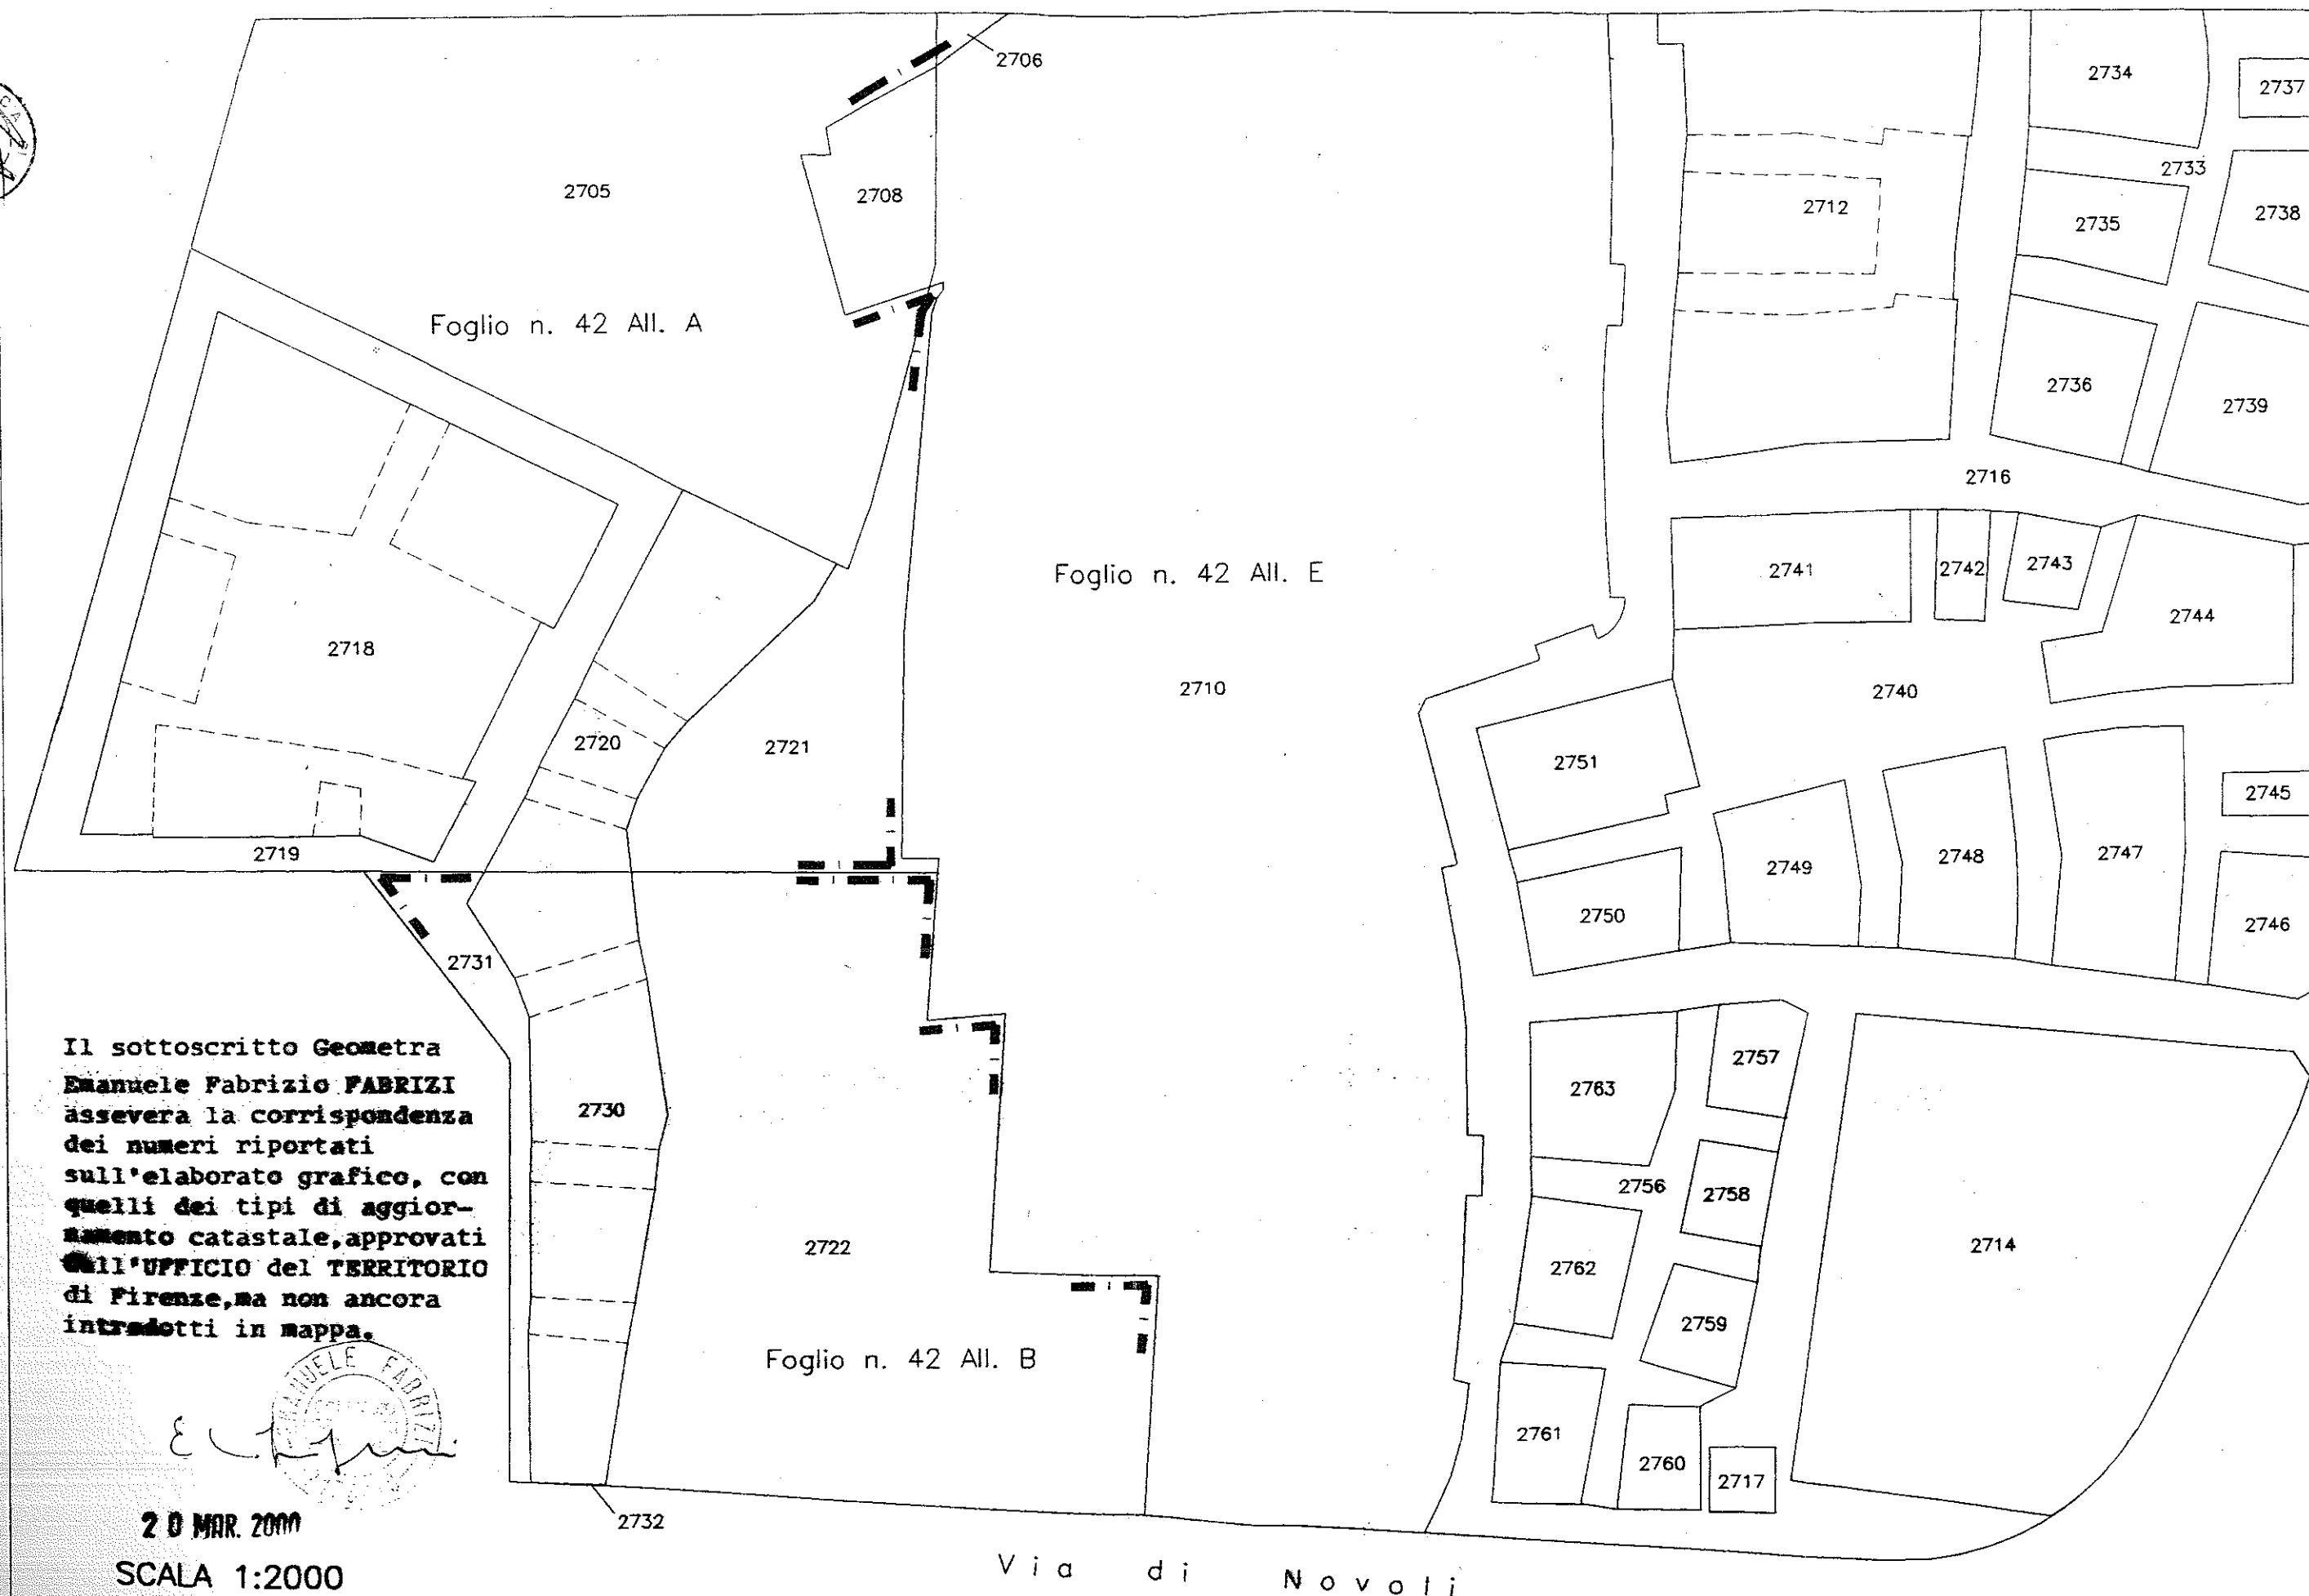 2706
2734
2737
2733
2705
2708
2712
2738
2735
Foglio n. 42 All. A
2736
2739
2716
Foglio n. 42 All. E
2741
2742
2743
2744
2718
2710
2740
2720
2721
2751
2745
2719
2749
2748
2747
2750
2746
2731
Il sottoscritto Geometra
Emanuele Fabrizio FABRIZI
assevera la corrispondenza
dei numeri riportati
sull'elaborato grafico, con
quelli dei tipi di aggior-
namento catastale,approvati
dall'UFFICIO del TERRITORIO
di Firenze,ma non ancora
introdotti in mappa.
2730
2763
2757
2756
2758
2722
2762
2714
2759
Foglio n. 42 All. B
2761
2760
2717
EMANUELE FABRIZI
20 MAR. 2000
2732
SCALA 1:2000
Via di Novoli